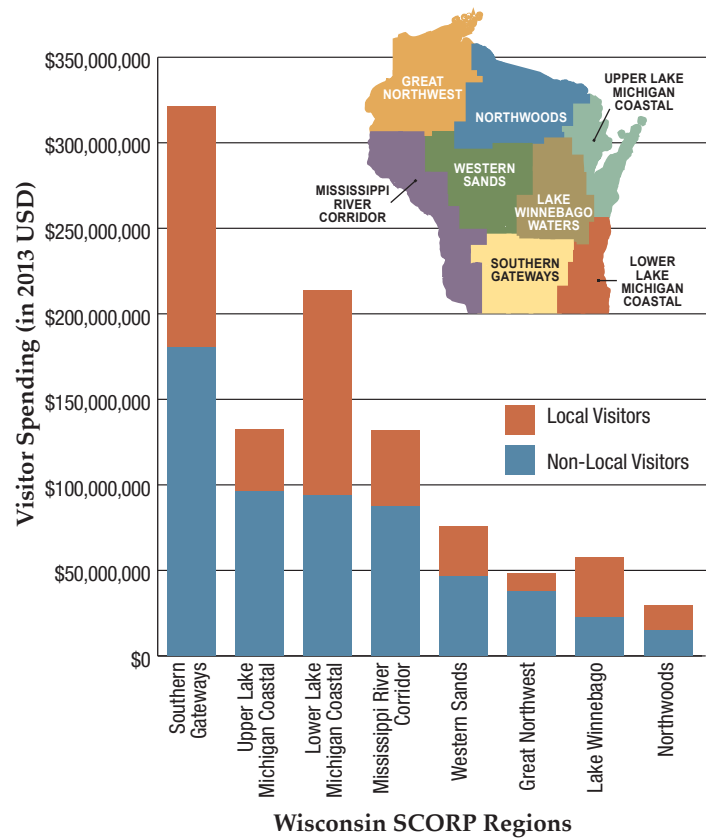 Visitor Spending (in 2013 USD)
$350,000,000
$300,000,000
$250,000,000
$200,000,000
$150,000,000
$100,000,000
$50,000,000
$0
GREAT
NORTHWEST
NORTHWOODS
UPPER LAKE
MICHIGAN
COASTAL
WESTERN
SANDS
MISSISSIPPI
RIVER
CORRIDOR
LAKE
WINNEBAGO
WATERS
SOUTHERN
GATEWAYS
LOWER
LAKE
MICHIGAN
COASTAL
Local Visitors
Non-Local Visitors
Southern
Gateways
Upper Lake
Michigan Coastal
Lower Lake
Michigan Coastal
Mississippi River
Corridor
Western Sands
Great Northwest
Lake Winnebago
Northwoods
Wisconsin SCORP Regions